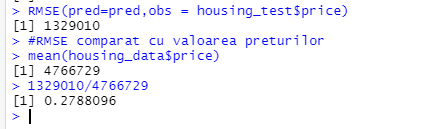 > RMSE(pred=pred,obs = housing_test$price)
[1] 1329010
> #RMSE comparat cu valoarea preturilor
> mean(housing_data$price)
[1] 4766729
> 1329010/4766729
[1] 0.2788096
>